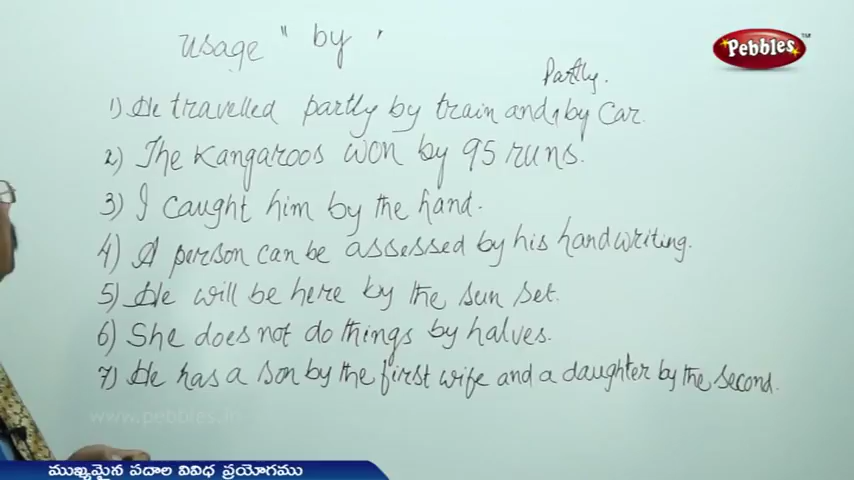 usage " by '
Pebbles TM
Partly.
1) He travelled partly by train and, by Car.
2) The Kangaroos won by 95 runs.
3) I caught him by the hand.
4) A person can be assessed by his handwriting.
5) He will be here by the sun set.
6) She does not do things by halves.
7) He has a son by the first wife and a daughter by the second.
www.pebbles.in
ముఖ్యమైన పదాల వివిధ ప్రయోగము